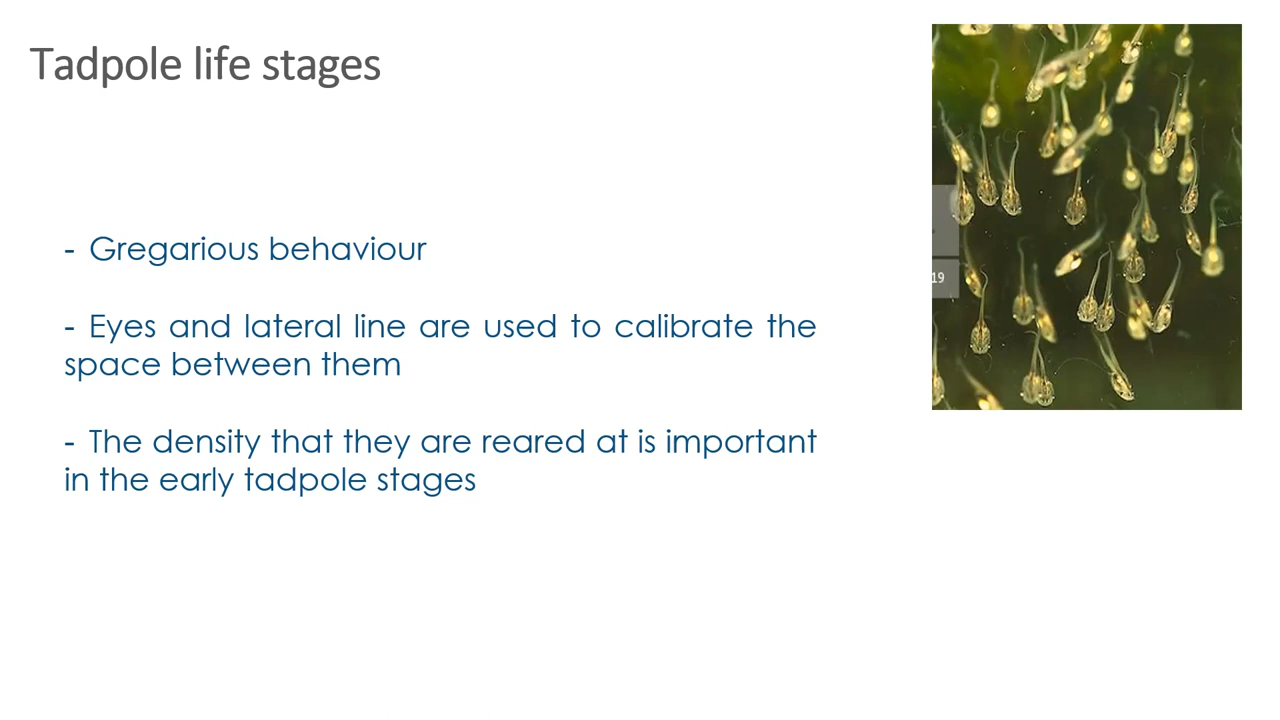 Tadpole life stages
- Gregarious behaviour
- Eyes and lateral line are used to calibrate the
space between them
- The density that they are reared at is important
in the early tadpole stages
19